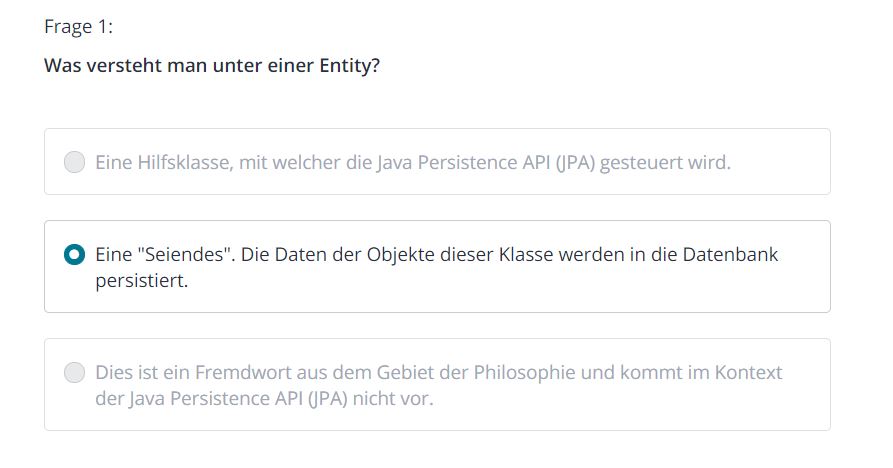 Frage 1:
Was versteht man unter einer Entity?
Eine Hilfsklasse, mit welcher die Java Persistence API (JPA) gesteuert wird.
Eine "Seiendes". Die Daten der Objekte dieser Klasse werden in die Datenbank
persistiert.
Dies ist ein Fremdwort aus dem Gebiet der Philosophie und kommt im Kontext
der Java Persistence API (JPA) nicht vor.